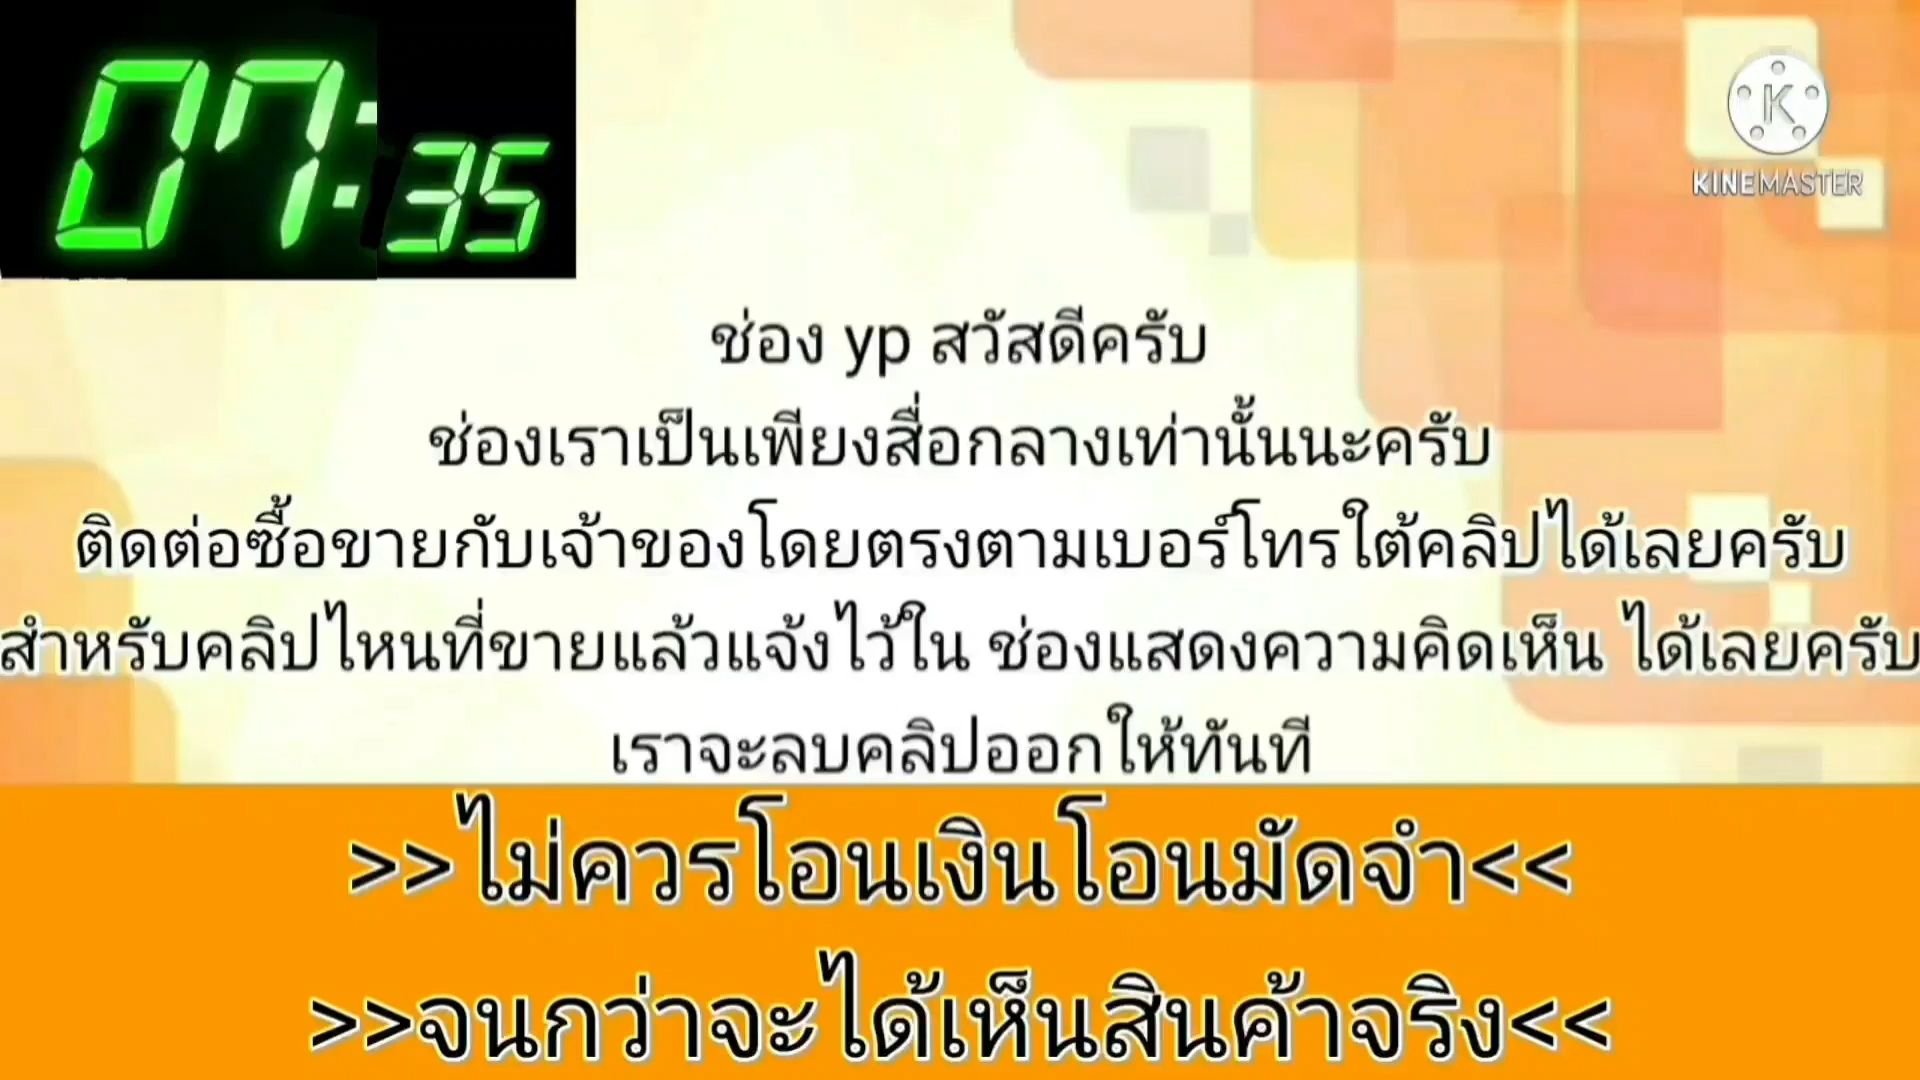 07:35
KINEMASTER
ช่อง yp สวัสดีครับ
ช่องเราเป็นเพียงสื่อกลางเท่านั้นนะครับ
ติดต่อซื้อขายกับเจ้าของโดยตรงตามเบอร์โทรใต้คลิปได้เลยครับ
สำหรับคลิปไหนที่ขายแล้วแจ้งไว้ใน ช่องแสดงความคิดเห็น ได้เลยครับ
เราจะลบคลิปออกให้ทันที
>>ไม่ควรโอนเงินโอนมัดจำ<<
>>จนกว่าจะได้เห็นสินค้าจริง<<